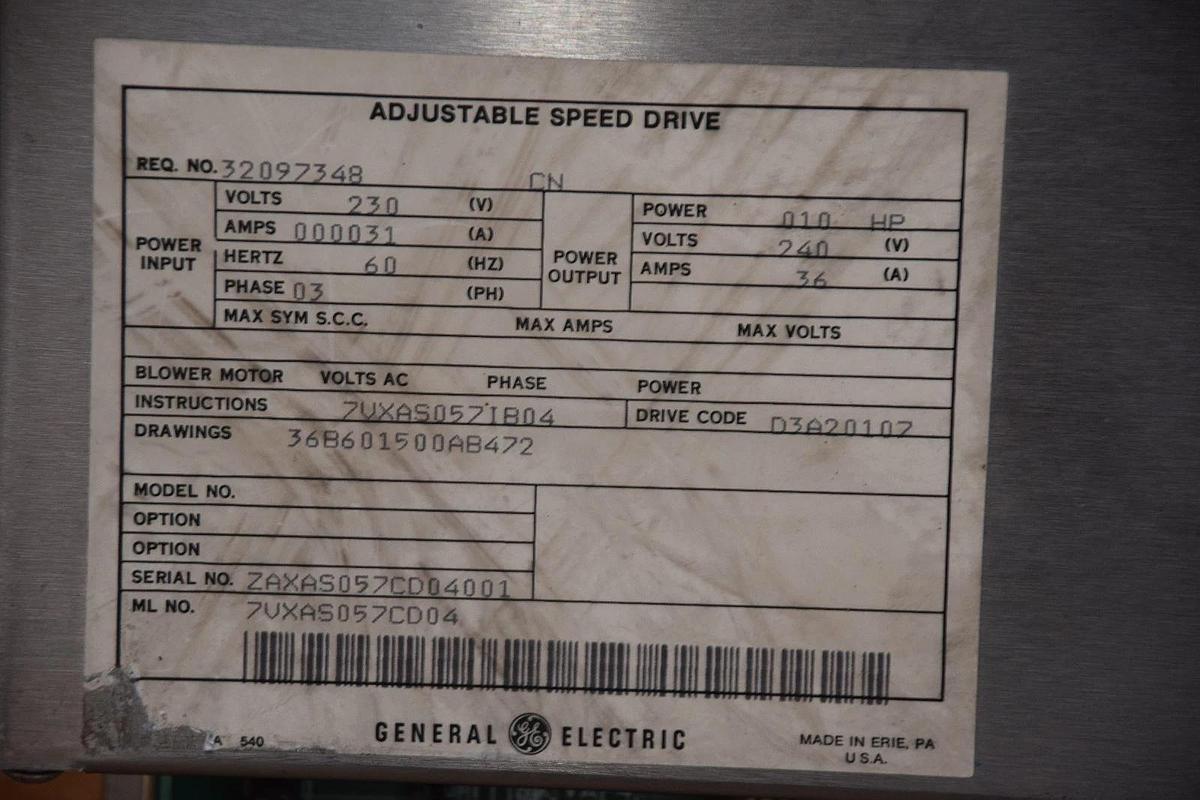 ADJUSTABLE SPEED DRIVE
REQ. NO. 32097348 CN
POWER INPUT
VOLTS 230 (V)
AMPS 000031 (A)
HERTZ 60 (HZ)
PHASE 03 (PH)
POWER OUTPUT
POWER 010 HP
VOLTS 240 (V)
AMPS 36 (A)
MAX SYM S.C.C. MAX AMPS MAX VOLTS
BLOWER MOTOR VOLTS AC PHASE POWER
INSTRUCTIONS 7VXAS057IB04 DRIVE CODE D3A20107
DRAWINGS 36B601500AB472
MODEL NO.
OPTION
OPTION
SERIAL NO. ZAXAS057CD04001
ML NO. 7VXAS057CD04
GENERAL GE ELECTRIC
A 540
MADE IN ERIE, PA
U.S.A.